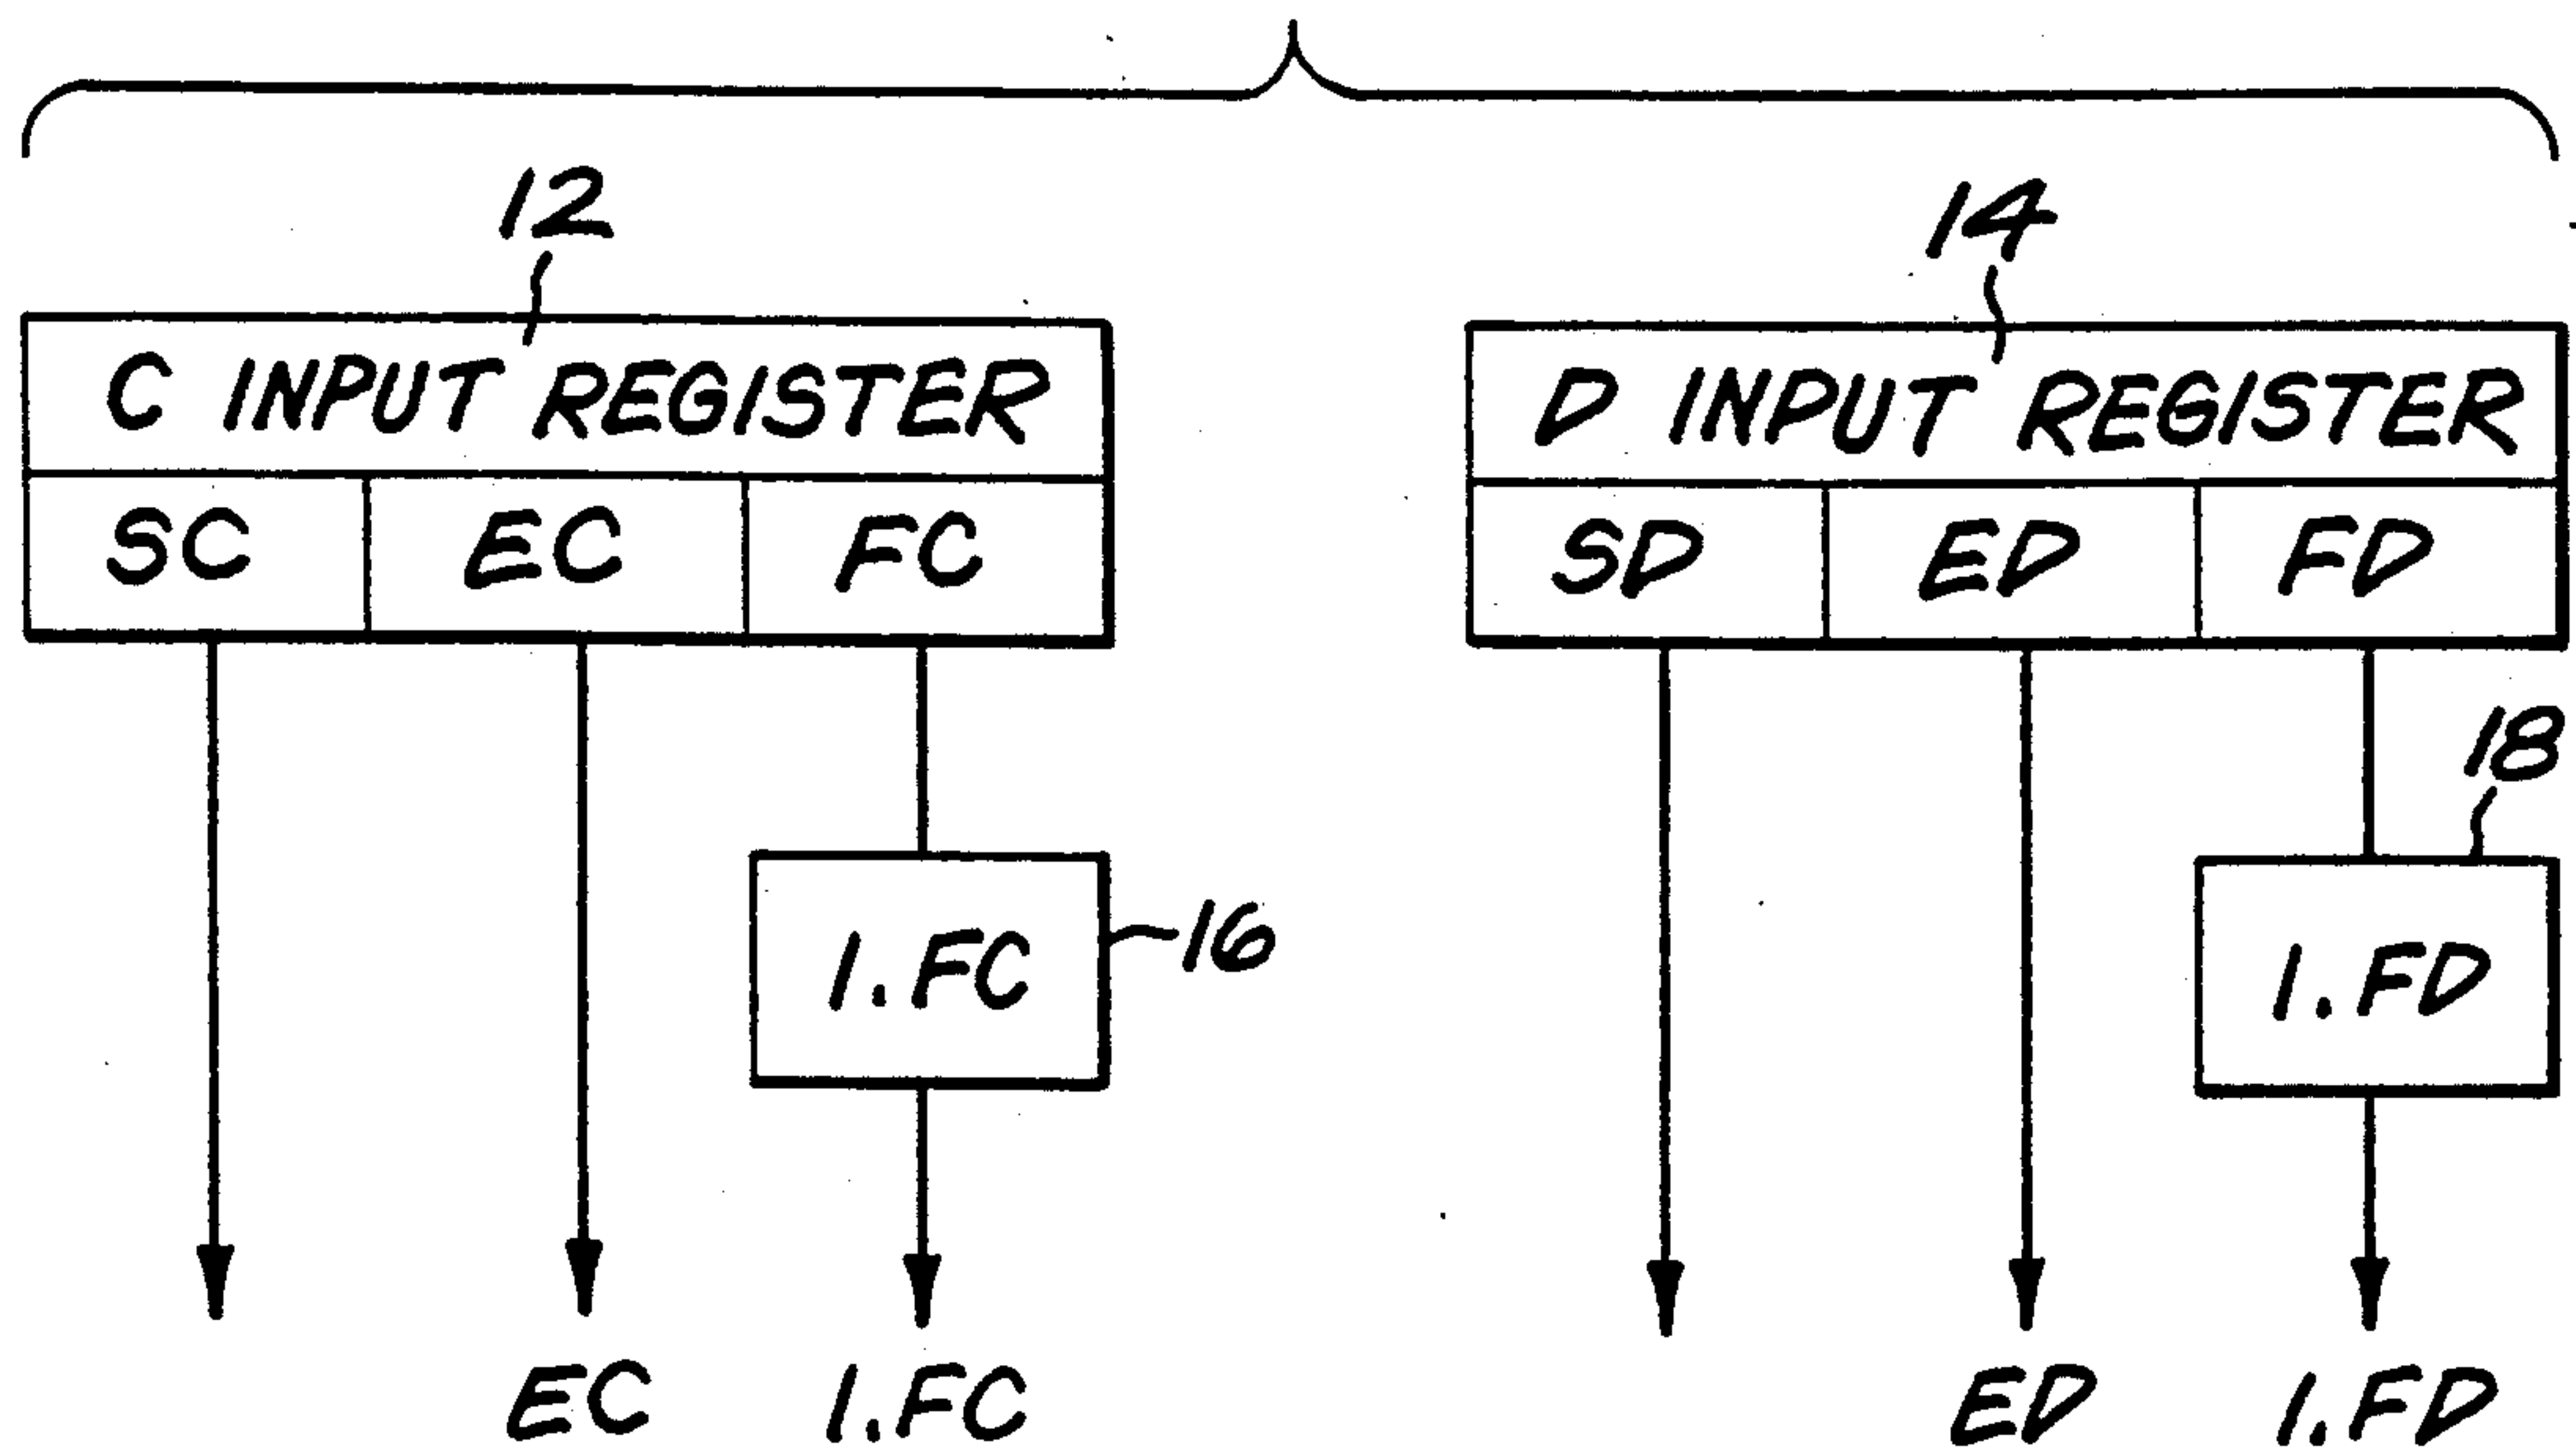 12
14
C INPUT REGISTER
D INPUT REGISTER
SC EC FC
SD ED FD
18
1.FC
16
1.FD
EC 1.FC
ED 1.FD